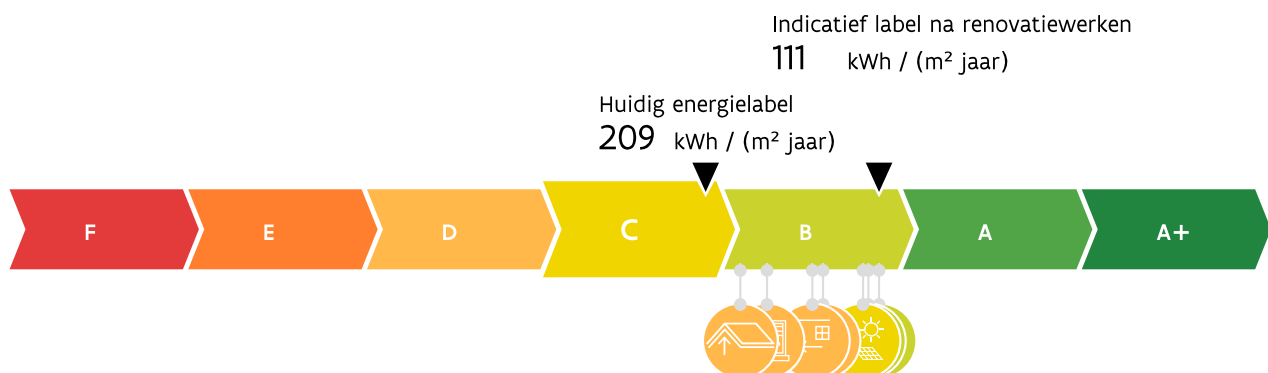 Indicatief label na renovatiewerken
111 kWh / (m² jaar)
Huidig energielabel
209 kWh / (m² jaar)
F E D C B A A+